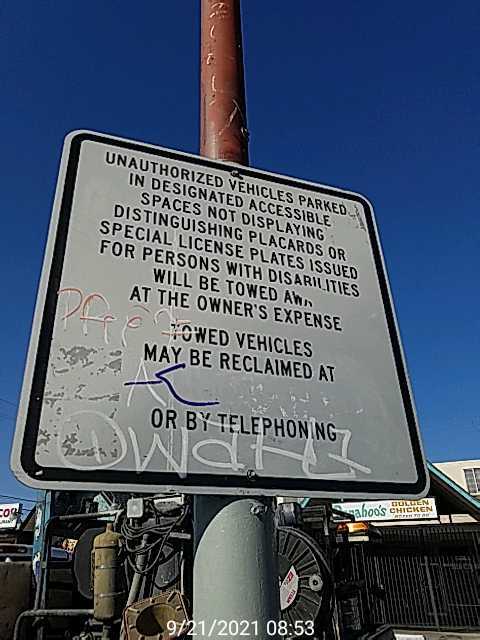 UNAUTHORIZED VEHICLES PARKED
IN DESIGNATED ACCESSIBLE
SPACES NOT DISPLAYING
DISTINGUISHING PLACARDS OR
SPECIAL LICENSE PLATES ISSUED
FOR PERSONS WITH DISABILITIES
WILL BE TOWED AWA
AT THE OWNER'S EXPENSE
TOWED VEHICLES
MAY BE RECLAIMED AT
OR BY TELEPHONING
GOLDEN
CHICKEN
9/21/2021 08:53